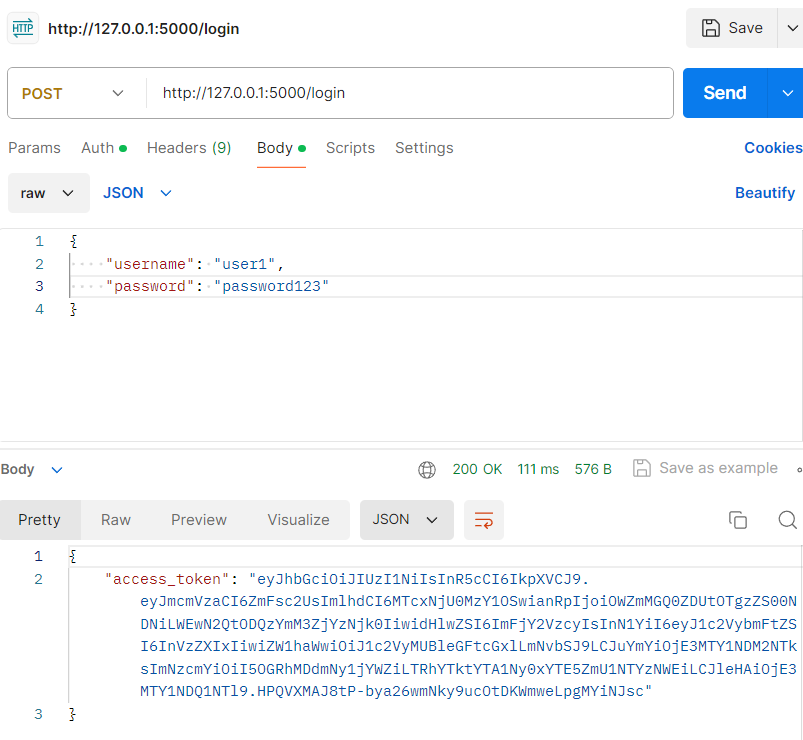 HTTP http://127.0.0.1:5000/login Save
POST http://127.0.0.1:5000/login Send
Params Auth Headers (9) Body Scripts Settings Cookies
raw JSON Beautify
1 {
2 "username": "user1",
3 "password": "password123"
4 }
Body 200 OK 111 ms 576 B Save as example
Pretty Raw Preview Visualize JSON
1 {
2 "access_token": "eyJhbGciOiJIUzI1NiIsInR5cCI6IkpXVCJ9.
eyJmcmVzaCI6ZmFsc2UsImlhdCI6MTcxNjU0MzY1OSwianRpIjoiOWZmMGQ0ZDUtOTgzZS00N
DNiLWEwN2QtODQzYmM3ZjYzNjk0IiwidHlwZSI6ImFjY2VzcyIsInN1YiI6eyJ1c2VybmFtZS
I6InVzZXIxIiwiZW1haWwiOiJ1c2VyMUBleGFtcGxlLmNvbSJ9LCJuYmYiOjE3MTY1NDM2NTk
sImNzcmYiOiI5OGRhMDdmNy1jYWZiLTRhYTktYTA1Ny0xYTE5ZmU1NTYzNWEiLCJleHAiOjE3
MTY1NDQ1NTl9.HPQVXMAJ8tP-bya26wmNky9ucOtDKWmweLpgMYiNJsc"
3 }